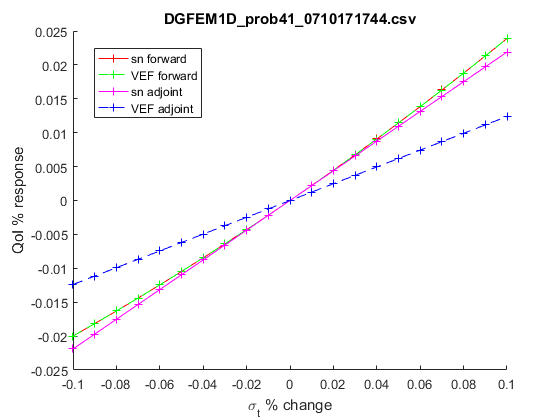 DGFEM1D_prob41_0710171744.csv
sn forward
VEF forward
sn adjoint
VEF adjoint
QoI % response
0.025
0.02
0.015
0.01
0.005
0
-0.005
-0.01
-0.015
-0.02
-0.025
-0.1 -0.08 -0.06 -0.04 -0.02 0 0.02 0.04 0.06 0.08 0.1
σt % change